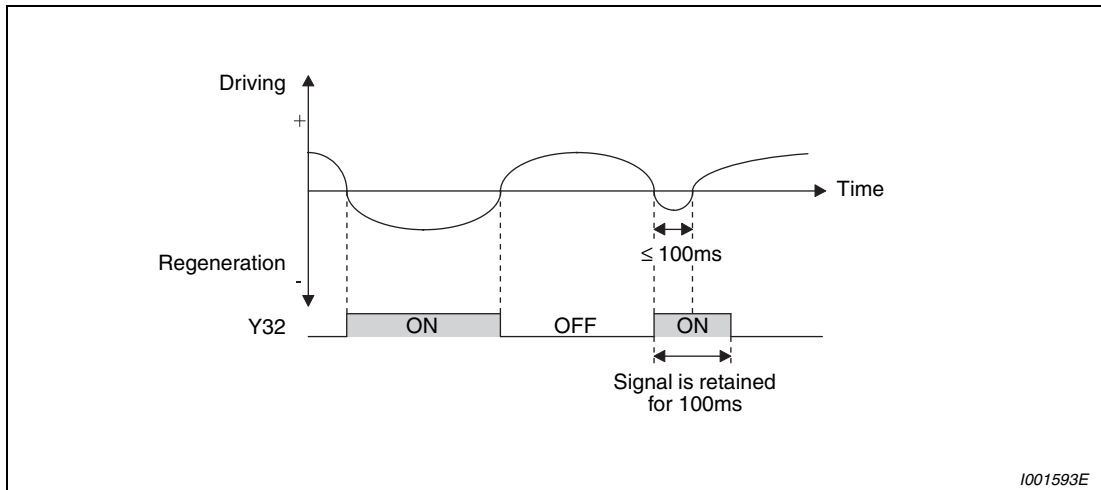 Driving
+
Time
≤ 100ms
Regeneration
-
Y32
ON
OFF
ON
Signal is retained
for 100ms
I001593E